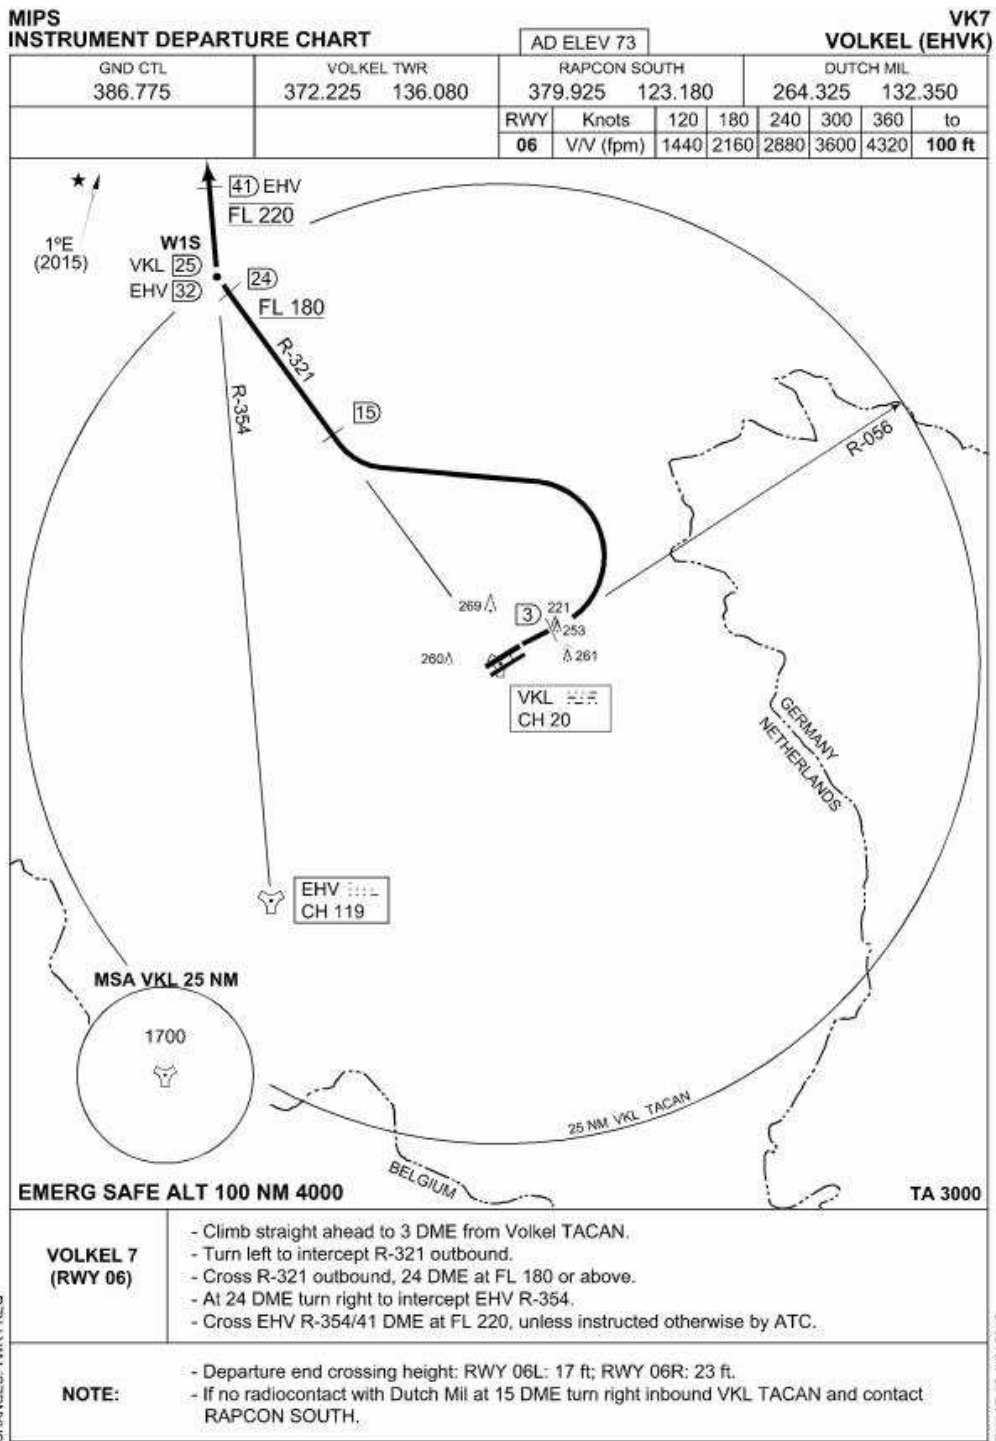 MIPS
VK7
INSTRUMENT DEPARTURE CHART
AD ELEV 73
VOLKEL (EHVK)
GND CTL
386.775
VOLKEL TWR
372.225 136.080
RAPCON SOUTH
379.925 123.180
DUTCH MIL
264.325 132.350
RWY Knots 120 180 240 300 360 to
06 V/V (fpm) 1440 2160 2880 3600 4320 100 ft
41 EHV
FL 220
1ºE
(2015)
W1S
VKL 25
EHV 32
24
FL 180
R-321
R-354
15
R-056
269
3
221
253
260
261
VKL
CH 20
GERMANY
NETHERLANDS
EHV
CH 119
MSA VKL 25 NM
1700
25 NM VKL TACAN
BELGIUM
EMERG SAFE ALT 100 NM 4000
TA 3000
VOLKEL 7
(RWY 06)
- Climb straight ahead to 3 DME from Volkel TACAN.
- Turn left to intercept R-321 outbound.
- Cross R-321 outbound, 24 DME at FL 180 or above.
- At 24 DME turn right to intercept EHV R-354.
- Cross EHV R-354/41 DME at FL 220, unless instructed otherwise by ATC.
NOTE:
- Departure end crossing height: RWY 06L: 17 ft; RWY 06R: 23 ft.
- If no radiocontact with Dutch Mil at 15 DME turn right inbound VKL TACAN and contact
RAPCON SOUTH.